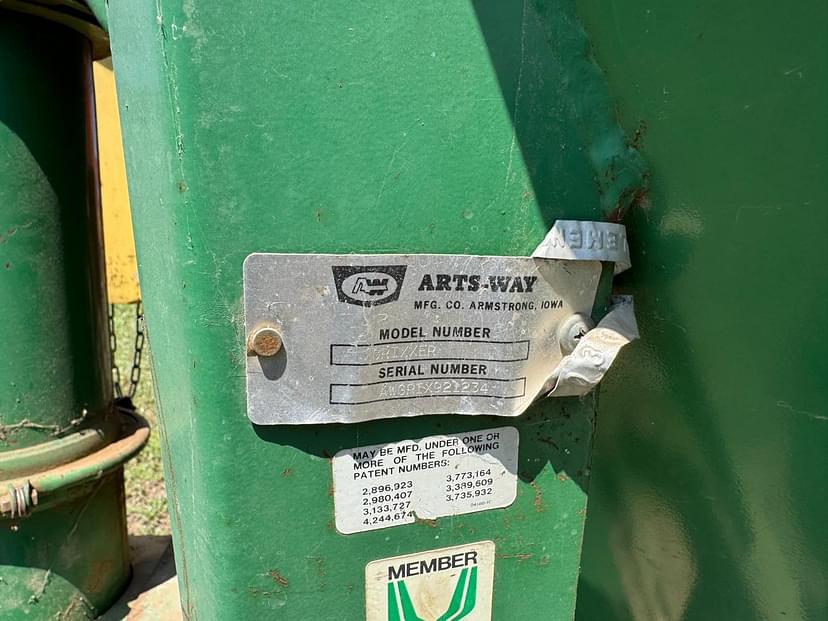 AW
ARTS-WAY
MFG. CO. ARMSTRONG, IOWA
MODEL NUMBER
SERIAL NUMBER
AWGRIX921234
MAY BE MFD. UNDER ONE OR
MORE OF THE FOLLOWING
PATENT NUMBERS:
2,896,923 3,773,164
2,980,407 3,389,609
3,133,727 3,735,932
4,244,674
MEMBER